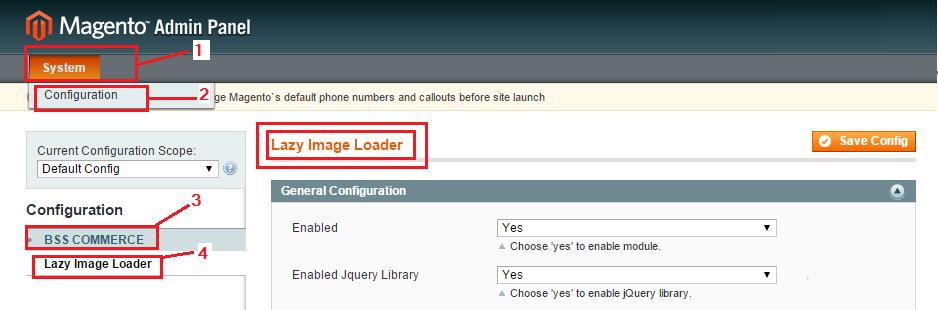 Magento™ Admin Panel
1
System
Configuration
2
ge Magento`s default phone numbers and callouts before site launch
Current Configuration Scope:
Default Config
Lazy Image Loader
Save Config
Configuration
3
BSS COMMERCE
4
Lazy Image Loader
General Configuration
Enabled
Yes
Choose 'yes' to enable module.
Enabled Jquery Library
Yes
Choose 'yes' to enable jQuery library.